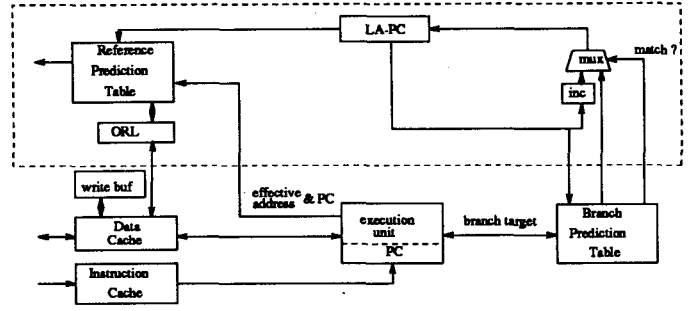 LA-PC
match ?
mux
inc
Reference
Prediction
Table
ORL
write buf
Data
Cache
Instruction
Cache
effective & PC
address
execution
unit
PC
branch target
Branch
Prediction
Table